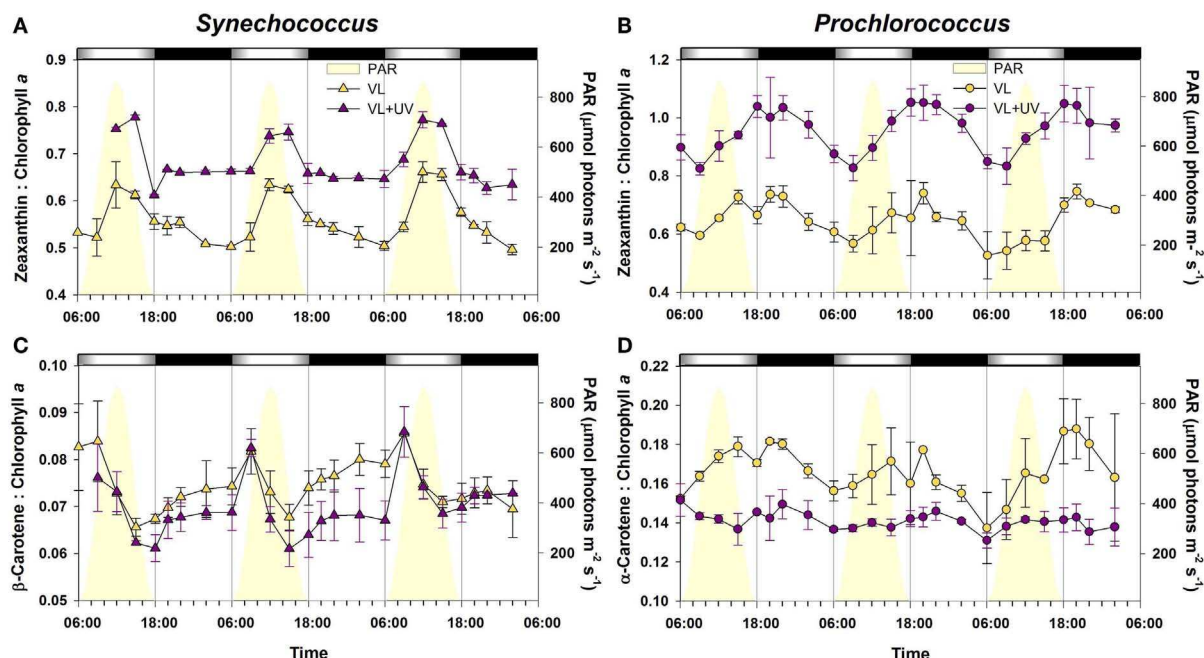 Synechococcus
Prochlorococcus
A
B
PAR
VL
VL+UV
PAR
VL
VL+UV
Zeaxanthin : Chlorophyll a
0.9
0.8
0.7
0.6
0.5
0.4
PAR (μmol photons m-2 s-1)
800
600
400
200
06:00 18:00 06:00 18:00 06:00 18:00 06:00
Zeaxanthin : Chlorophyll a
1.2
1.0
0.8
0.6
0.4
PAR (μmol photons m-2 s-1)
800
600
400
200
06:00 18:00 06:00 18:00 06:00 18:00 06:00
C
D
β-Carotene : Chlorophyll a
0.10
0.09
0.08
0.07
0.06
0.05
PAR (μmol photons m-2 s-1)
800
600
400
200
06:00 18:00 06:00 18:00 06:00 18:00 06:00
Time
α-Carotene : Chlorophyll a
0.22
0.20
0.18
0.16
0.14
0.12
0.10
PAR (μmol photons m-2 s-1)
800
600
400
200
06:00 18:00 06:00 18:00 06:00 18:00 06:00
Time